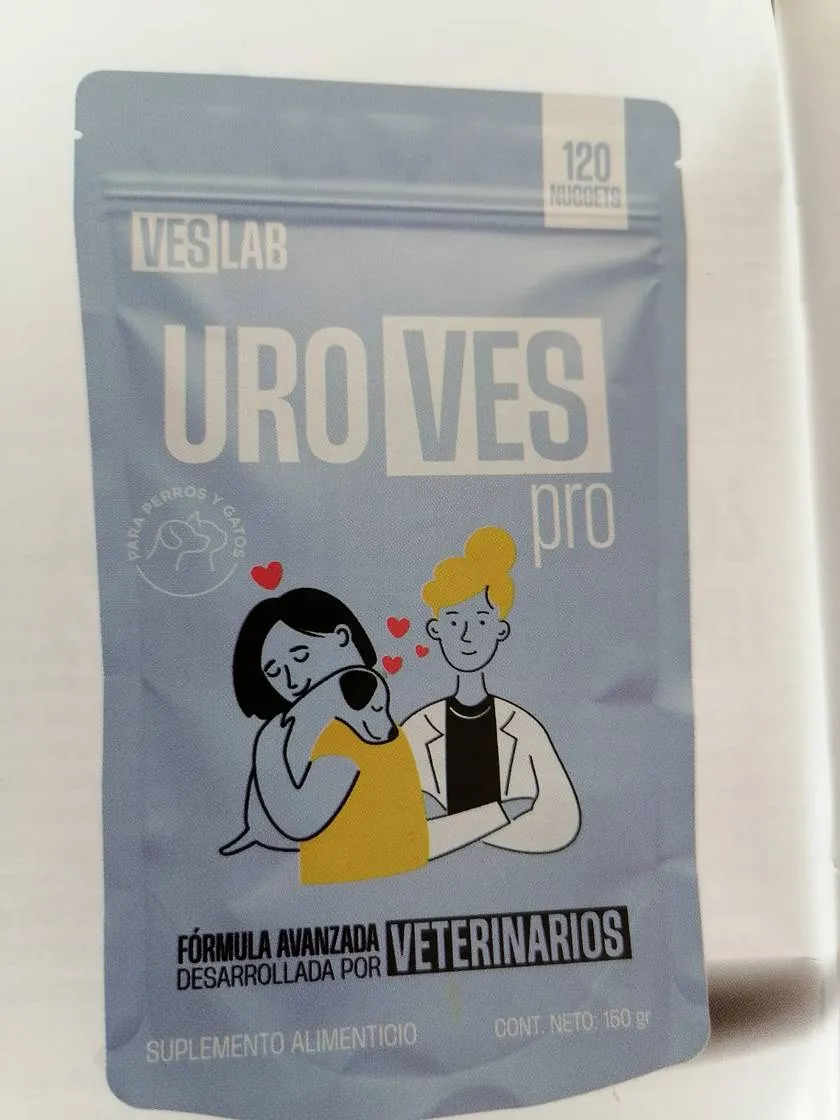 120
NUGGETS
VESLAB
UROVES
pro
PARA PERROS Y GATOS
FÓRMULA AVANZADA
DESARROLLADA POR VETERINARIOS
SUPLEMENTO ALIMENTICIO
CONT. NETO: 150 gr